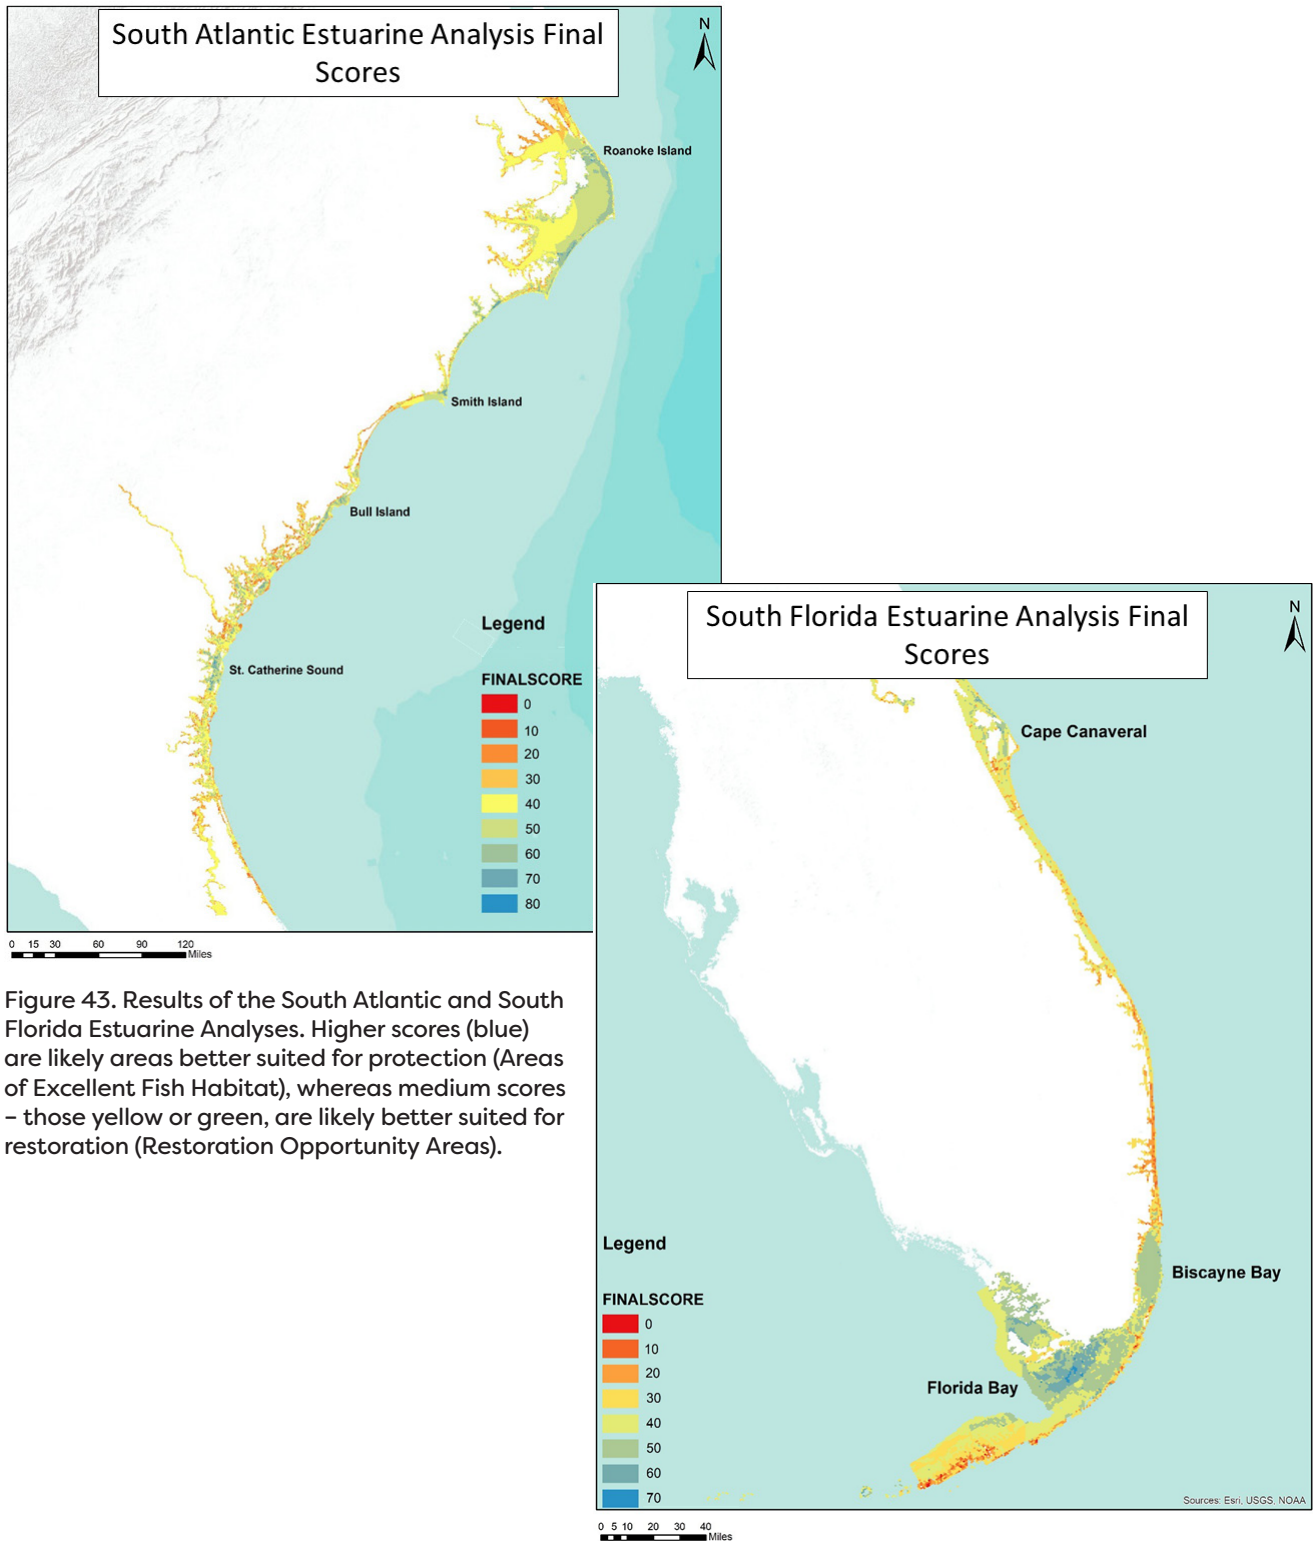 South Atlantic Estuarine Analysis Final
Scores
N
Roanoke Island
Smith Island
Bull Island
St. Catherine Sound
Legend
FINALSCORE
0
10
20
30
40
50
60
70
80
0 15 30 60 90 120
Miles
Figure 43. Results of the South Atlantic and South
Florida Estuarine Analyses. Higher scores (blue)
are likely areas better suited for protection (Areas
of Excellent Fish Habitat), whereas medium scores
– those yellow or green, are likely better suited for
restoration (Restoration Opportunity Areas).
South Florida Estuarine Analysis Final
Scores
N
Cape Canaveral
Biscayne Bay
Florida Bay
Legend
FINALSCORE
0
10
20
30
40
50
60
70
Sources: Esri, USGS, NOAA
0 5 10 20 30 40
Miles